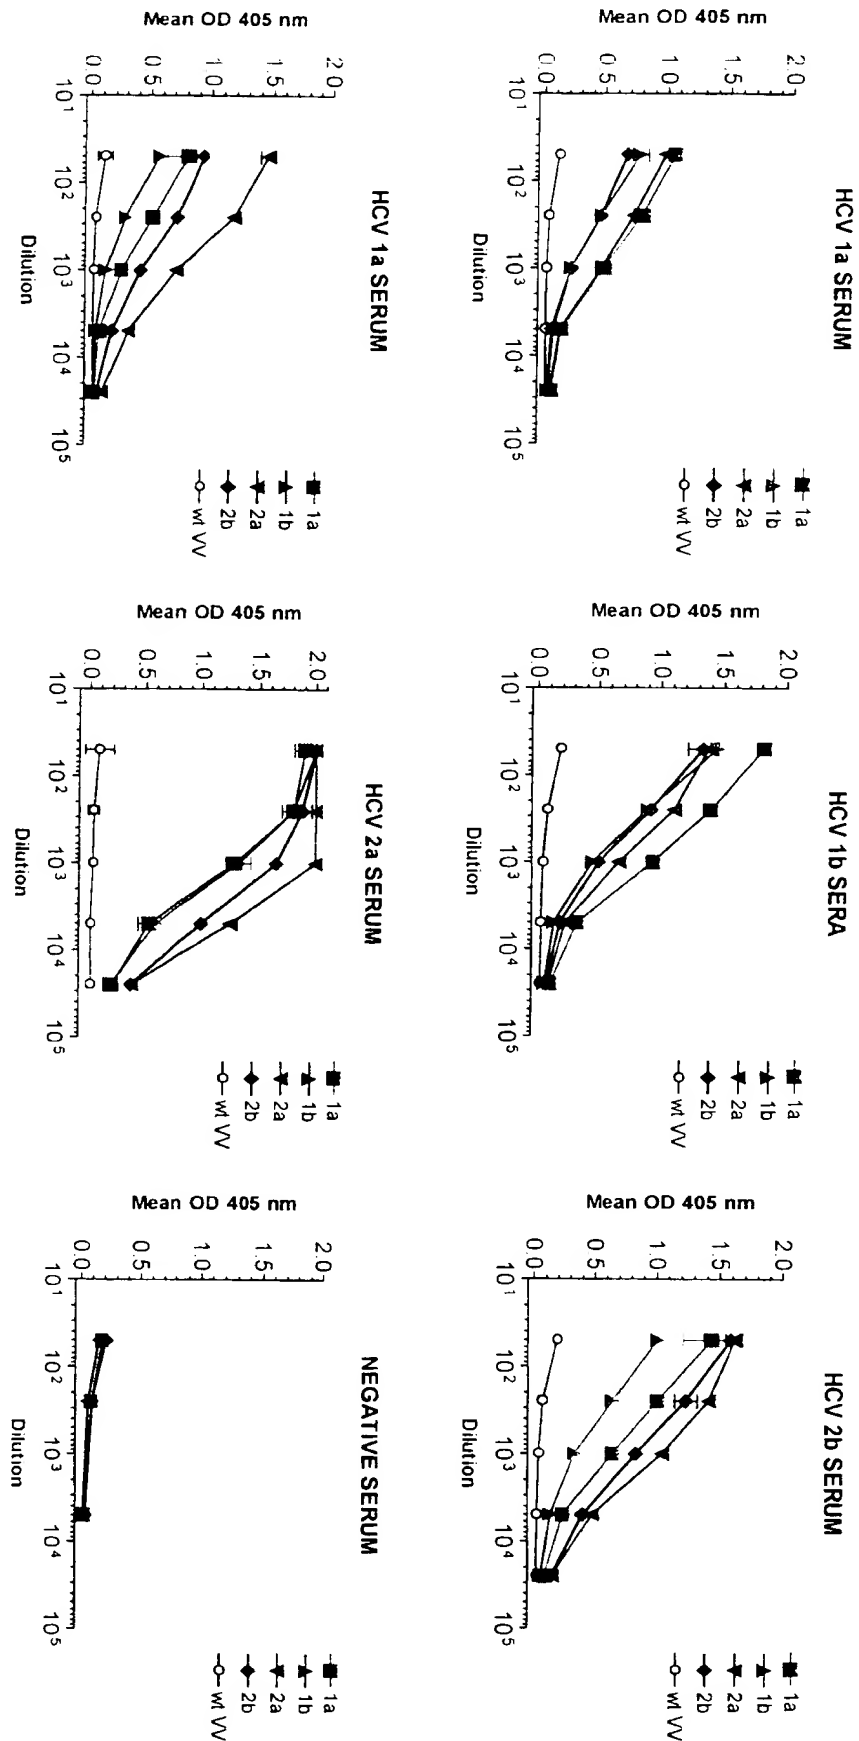 HCV 1a SERUM
Mean OD 405 nm
2.0
1.5
1.0
0.5
0.0
10¹ 10² 10³ 10⁴ 10⁵
Dilution
1a
1b
2a
2b
wt VV
HCV 1b SERA
Mean OD 405 nm
2.0
1.5
1.0
0.5
0.0
10¹ 10² 10³ 10⁴ 10⁵
Dilution
1a
1b
2a
2b
wt VV
HCV 2b SERUM
Mean OD 405 nm
2.0
1.5
1.0
0.5
0.0
10¹ 10² 10³ 10⁴ 10⁵
Dilution
1a
1b
2a
2b
wt VV
HCV 1a SERUM
Mean OD 405 nm
2.0
1.5
1.0
0.5
0.0
10¹ 10² 10³ 10⁴ 10⁵
Dilution
1a
1b
2a
2b
wt VV
HCV 2a SERUM
Mean OD 405 nm
2.0
1.5
1.0
0.5
0.0
10¹ 10² 10³ 10⁴ 10⁵
Dilution
1a
1b
2a
2b
wt VV
NEGATIVE SERUM
Mean OD 405 nm
2.0
1.5
1.0
0.5
0.0
10¹ 10² 10³ 10⁴ 10⁵
Dilution
1a
1b
2a
2b
wt VV